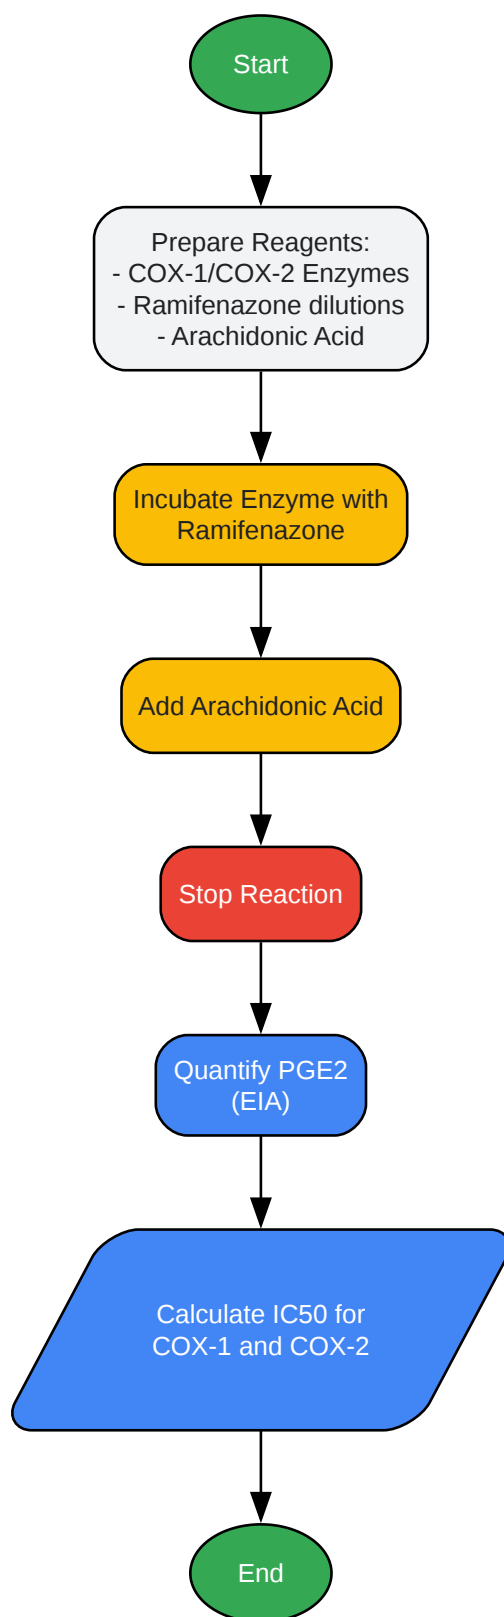 Start
Prepare Reagents:
- COX-1/COX-2 Enzymes
- Ramifenazone dilutions
- Arachidonic Acid
Incubate Enzyme with
Ramifenazone
Add Arachidonic Acid
Stop Reaction
Quantify PGE2
(EIA)
Calculate IC50 for
COX-1 and COX-2
End